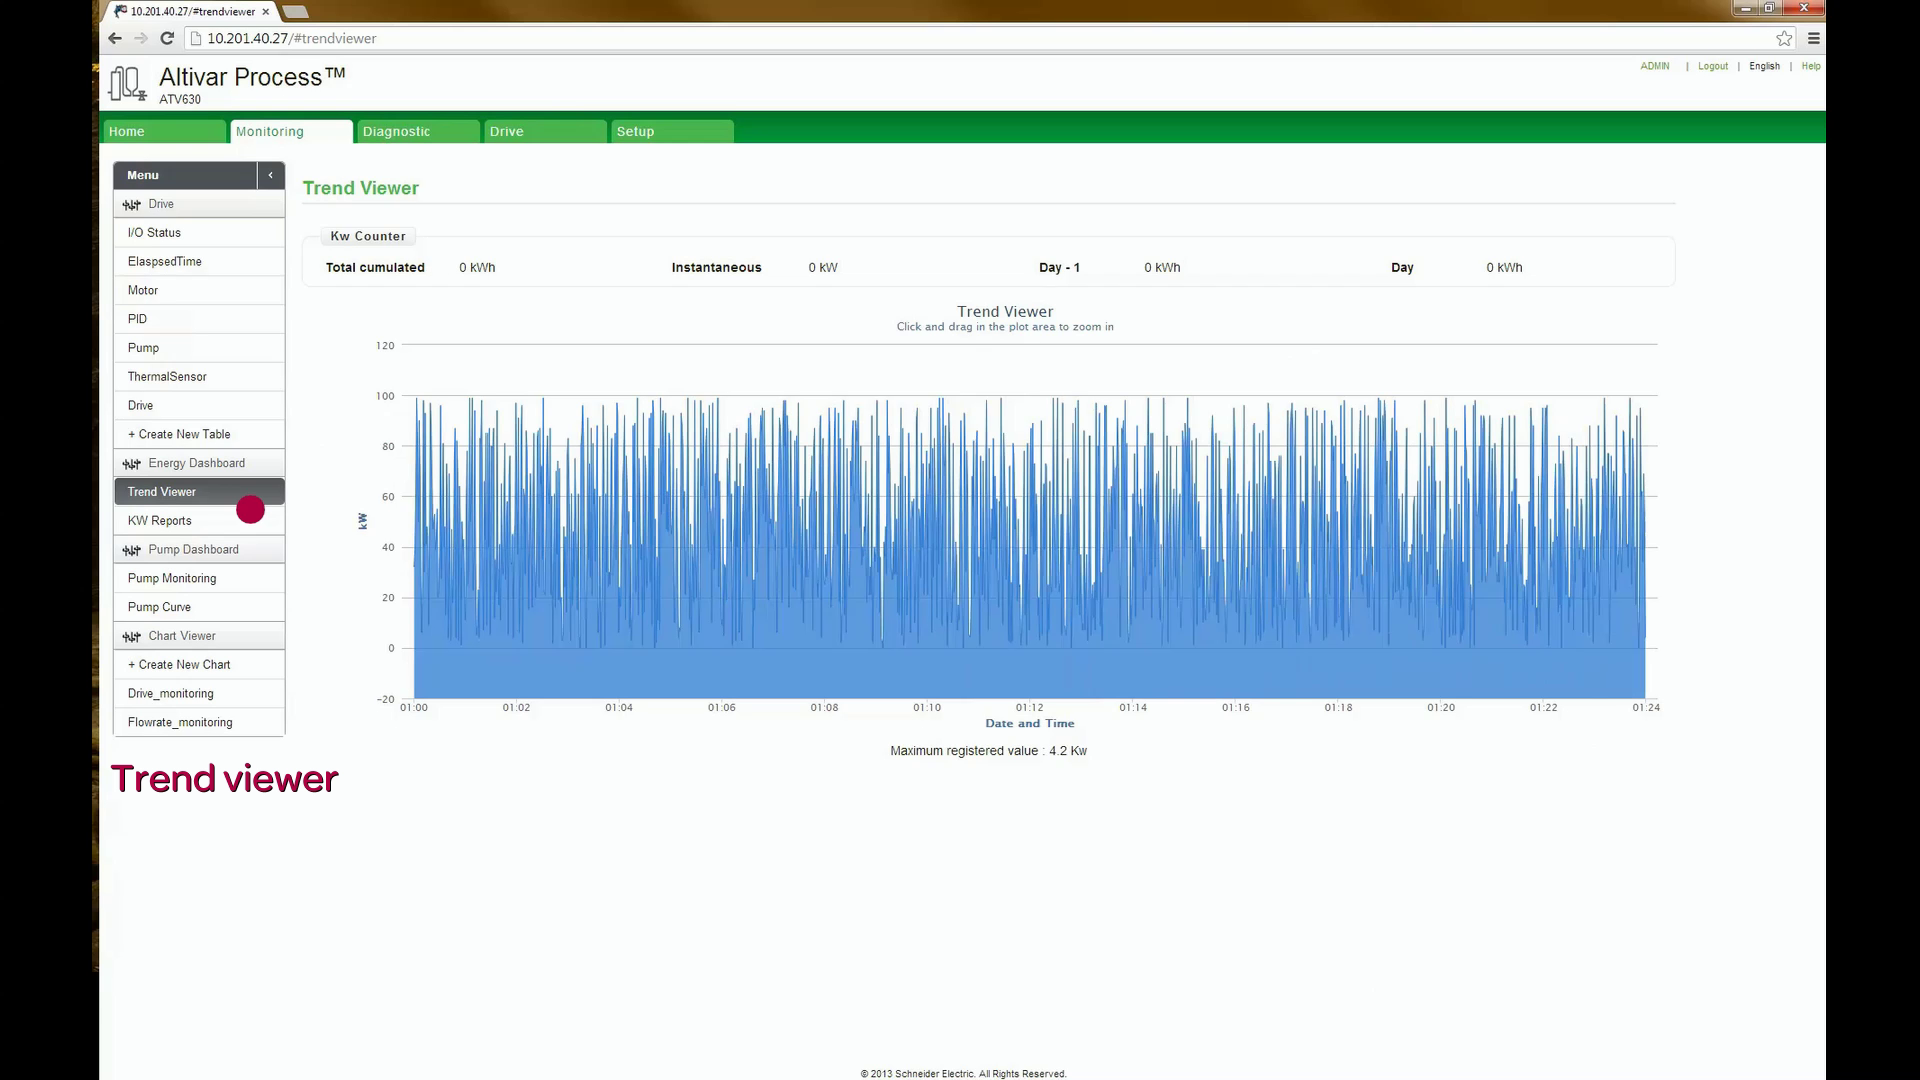 10.201.40.27/#trendviewer
10.201.40.27/#trendviewer
Altivar Process™
ATV630
ADMIN | Logout | English | Help
Home Monitoring Diagnostic Drive Setup
Menu
Drive
I/O Status
ElaspsedTime
Motor
PID
Pump
ThermalSensor
Drive
+ Create New Table
Energy Dashboard
Trend Viewer
KW Reports
Pump Dashboard
Pump Monitoring
Pump Curve
Chart Viewer
+ Create New Chart
Drive_monitoring
Flowrate_monitoring
Trend viewer
Trend Viewer
Kw Counter
Total cumulated 0 kWh Instantaneous 0 kW Day - 1 0 kWh Day 0 kWh
Trend Viewer
Click and drag in the plot area to zoom in
120
100
80
60
kW
40
20
0
-20
01:00 01:02 01:04 01:06 01:08 01:10 01:12 01:14 01:16 01:18 01:20 01:22 01:24
Date and Time
Maximum registered value : 4.2 Kw
© 2013 Schneider Electric. All Rights Reserved.